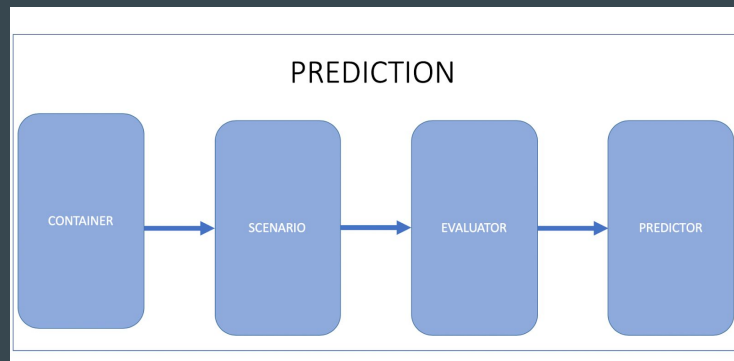 PREDICTION
CONTAINER
SCENARIO
EVALUATOR
PREDICTOR